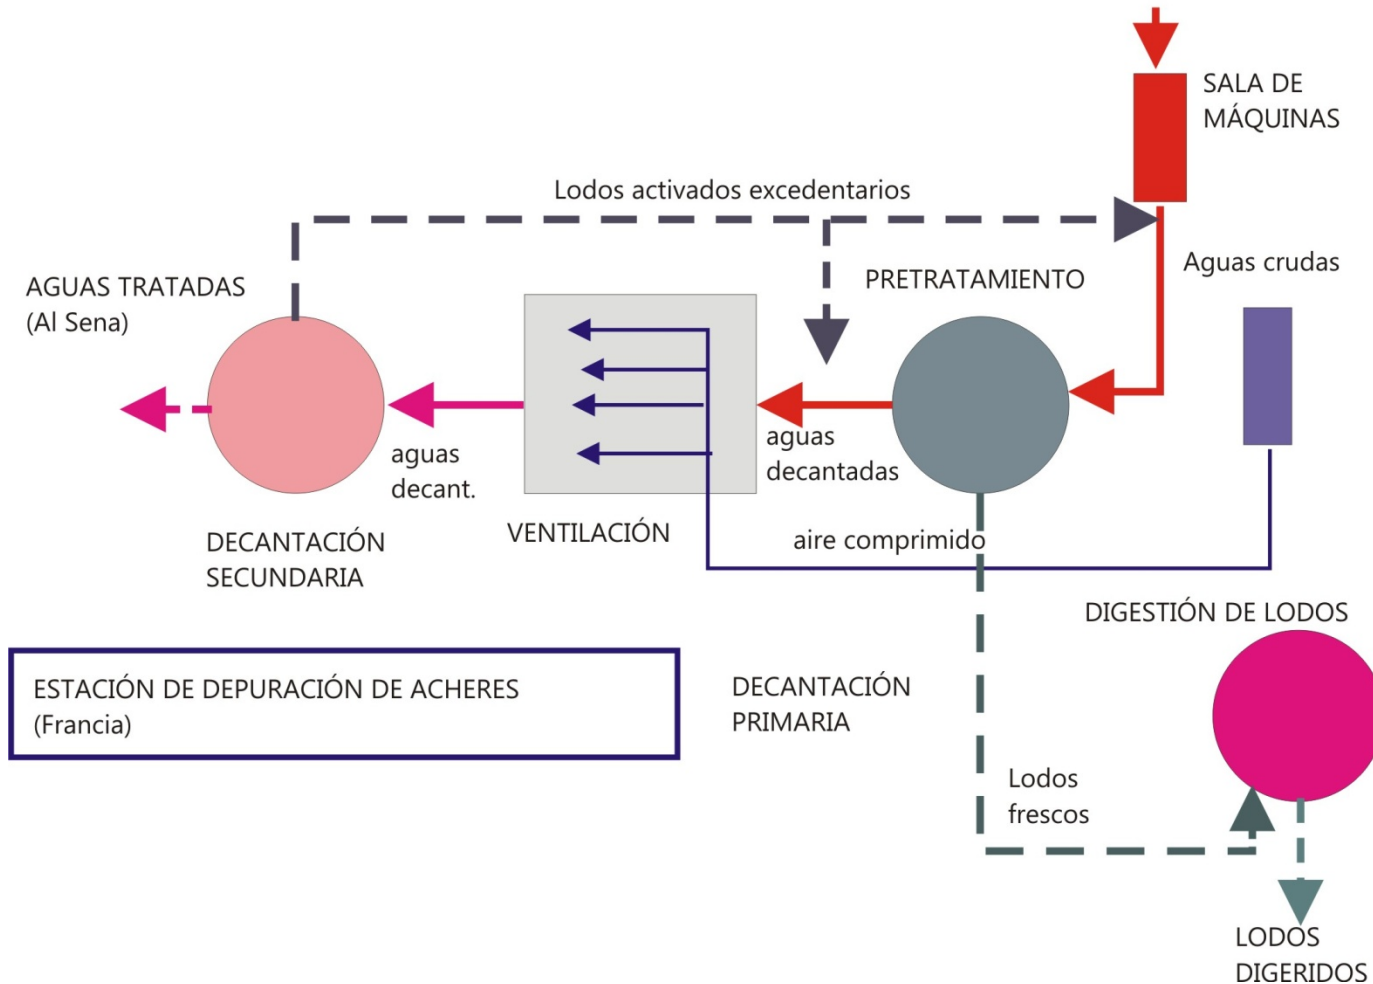 SALA DE
MÁQUINAS
Lodos activados excedentarios
Aguas crudas
PRETRATAMIENTO
AGUAS TRATADAS
(Al Sena)
aguas
decantadas
aguas
decant.
VENTILACIÓN
aire comprimido
DECANTACIÓN
SECUNDARIA
DIGESTIÓN DE LODOS
ESTACIÓN DE DEPURACIÓN DE ACHERES
(Francia)
DECANTACIÓN
PRIMARIA
Lodos
frescos
LODOS
DIGERIDOS